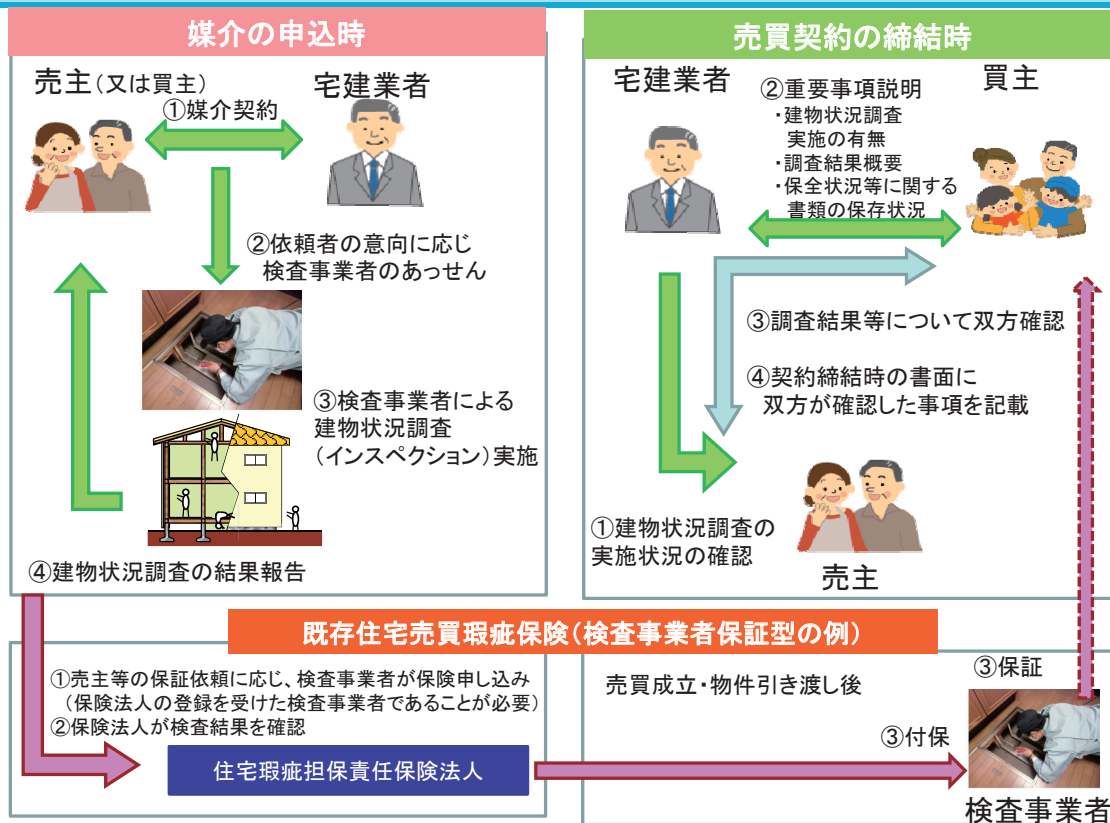 媒介の申込時
売主(又は買主)
宅建業者
①媒介契約
②依頼者の意向に応じ
検査事業者のあっせん
③検査事業者による
建物状況調査
(インスペクション)実施
④建物状況調査の結果報告
売買契約の締結時
宅建業者
②重要事項説明
・建物状況調査
実施の有無
・調査結果概要
・保全状況等に関する
書類の保存状況
買主
③調査結果等について双方確認
④契約締結時の書面に
双方が確認した事項を記載
①建物状況調査の
実施状況の確認
売主
既存住宅売買瑕疵保険(検査事業者保証型の例)
①売主等の保証依頼に応じ、検査事業者が保険申し込み
(保険法人の登録を受けた検査事業者であることが必要)
②保険法人が検査結果を確認
住宅瑕疵担保責任保険法人
売買成立・物件引き渡し後
③付保
③保証
検査事業者